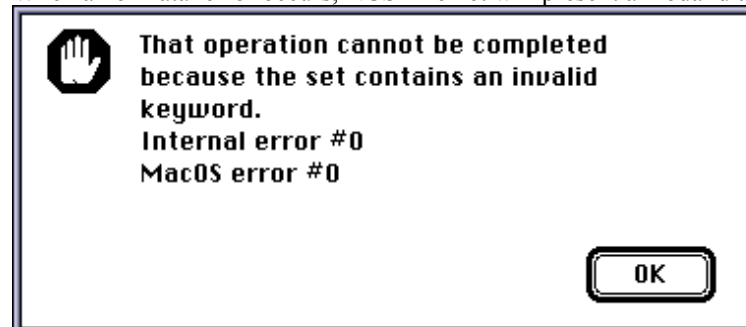 That operation cannot be completed
because the set contains an invalid
keyword.
Internal error #0
MacOS error #0
OK